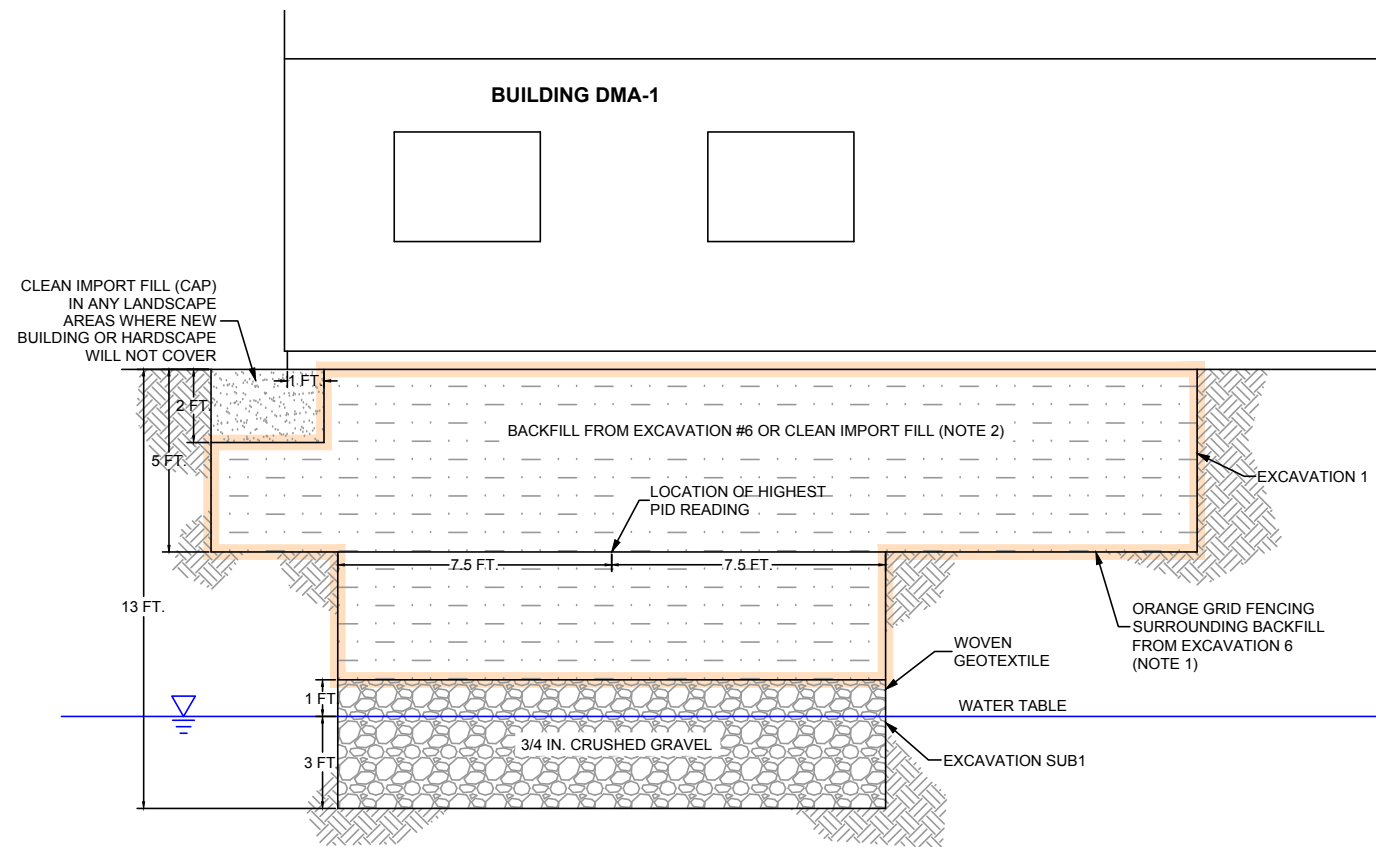 BUILDING DMA-1
CLEAN IMPORT FILL (CAP)
IN ANY LANDSCAPE
AREAS WHERE NEW
BUILDING OR HARDSCAPE
WILL NOT COVER
1 FT.
2 FT.
5 FT.
13 FT.
BACKFILL FROM EXCAVATION #6 OR CLEAN IMPORT FILL (NOTE 2)
EXCAVATION 1
LOCATION OF HIGHEST
PID READING
7.5 FT.
7.5 FT.
ORANGE GRID FENCING
SURROUNDING BACKFILL
FROM EXCAVATION 6
(NOTE 1)
WOVEN
GEOTEXTILE
1 FT
WATER TABLE
3/4 IN. CRUSHED GRAVEL
3 FT.
EXCAVATION SUB1